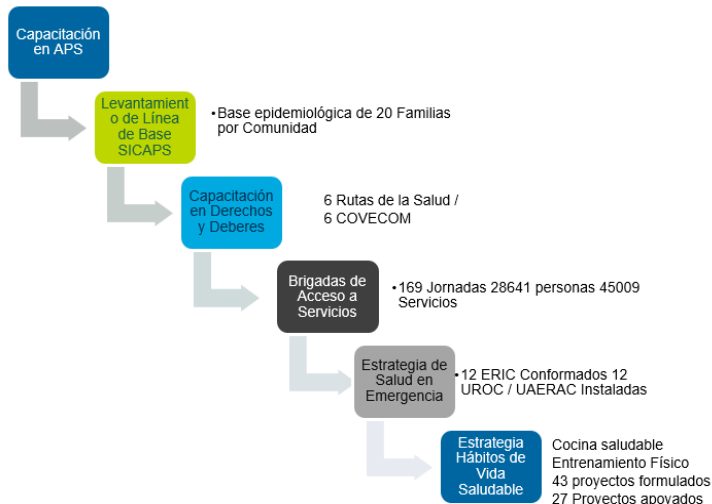 Capacitación
en APS
Levantamient
o de Línea
de Base
SICAPS
•Base epidemiológica de 20 Familias
por Comunidad
Capacitación
en Derechos
y Deberes
6 Rutas de la Salud /
6 COVECOM
Brigadas de
Acceso a
Servicios
•169 Jornadas 28641 personas 45009
Servicios
Estrategia de
Salud en
Emergencia
•12 ERIC Conformados 12
UROC / UAERAC Instaladas
Estrategia
Hábitos de
Vida
Saludable
Cocina saludable
Entrenamiento Físico
43 proyectos formulados
27 Proyectos apoyados